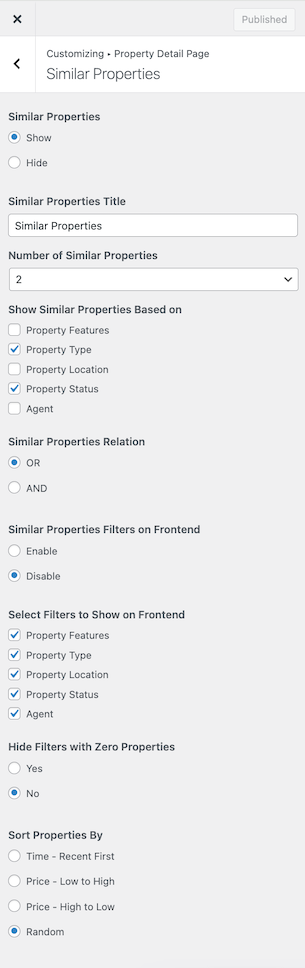 Published
Customizing • Property Detail Page
Similar Properties
Similar Properties
Show
Hide
Similar Properties Title
Similar Properties
Number of Similar Properties
2
Show Similar Properties Based on
Property Features
Property Type
Property Location
Property Status
Agent
Similar Properties Relation
OR
AND
Similar Properties Filters on Frontend
Enable
Disable
Select Filters to Show on Frontend
Property Features
Property Type
Property Location
Property Status
Agent
Hide Filters with Zero Properties
Yes
No
Sort Properties By
Time - Recent First
Price - Low to High
Price - High to Low
Random